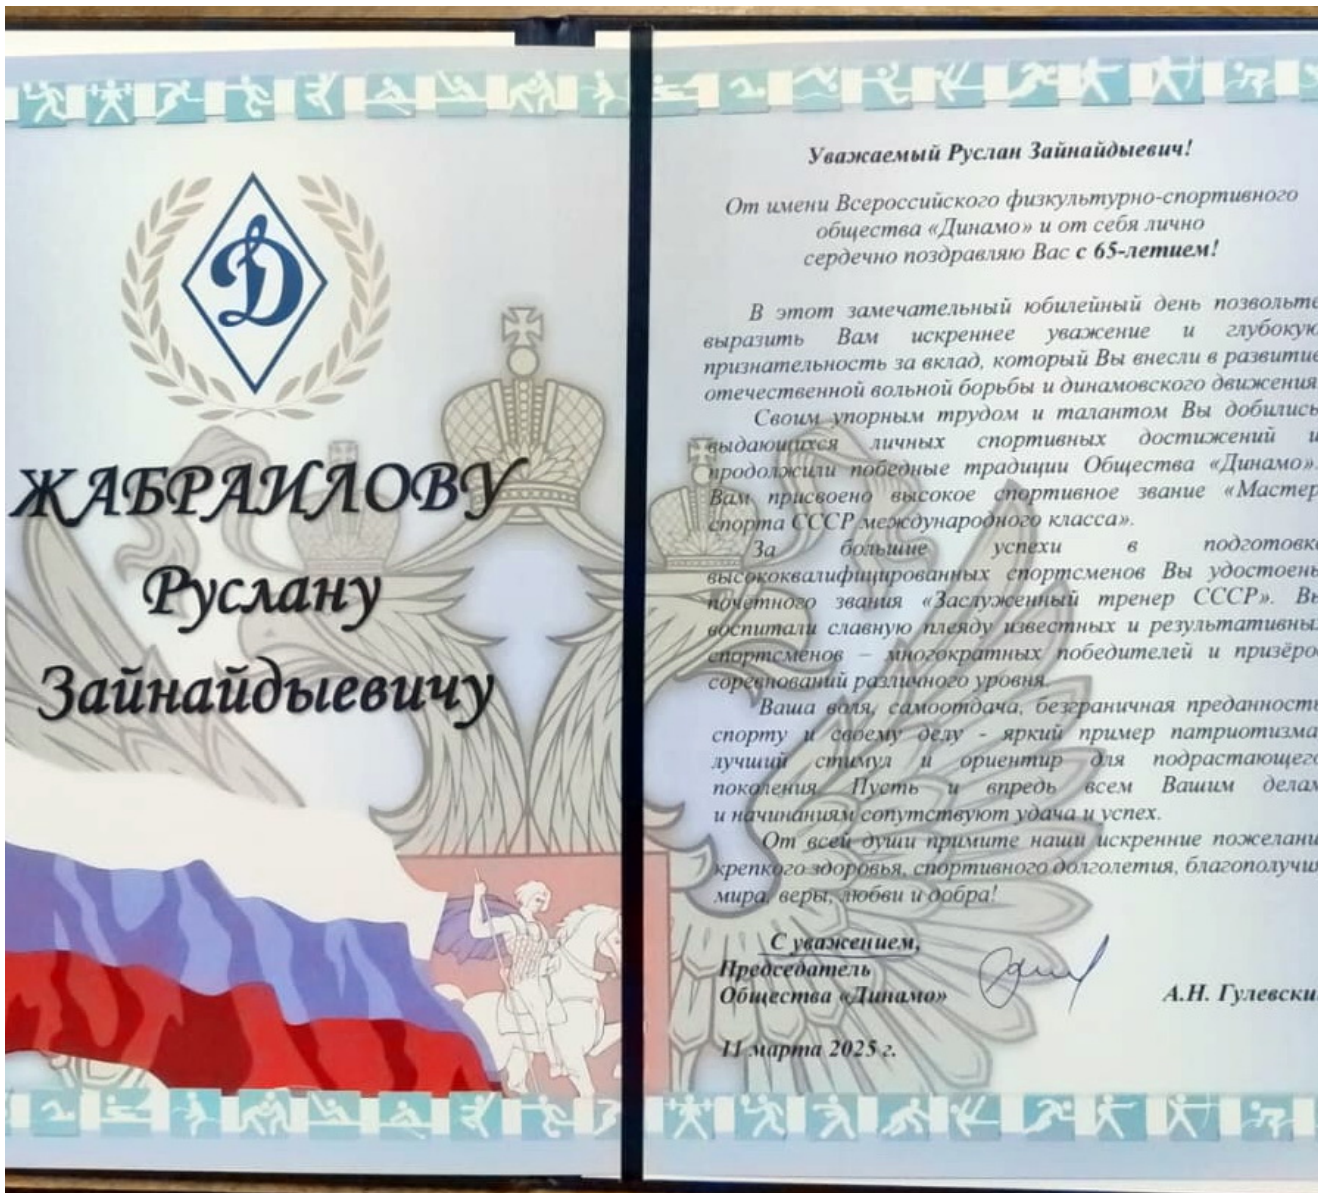 Д
ЖАБРАИЛОВУ
Руслану
Зайнайдыевичу
Уважаемый Руслан Зайнайдыевич!
От имени Всероссийского физкультурно-спортивного
общества «Динамо» и от себя лично
сердечно поздравляю Вас с 65-летием!
В этот замечательный юбилейный день позвольте
выразить Вам искреннее уважение и глубокую
признательность за вклад, который Вы внесли в развитие
отечественной вольной борьбы и динамовского движения
Своим упорным трудом и талантом Вы добились
выдающихся личных спортивных достижений и
продолжили победные традиции Общества «Динамо».
Вам присвоено высокое спортивное звание «Мастер
спорта СССР международного класса».
За большие успехи в подготовке
высококвалифицированных спортсменов Вы удостоены
почётного звания «Заслуженный тренер СССР». Вы
воспитали славную плеяду известных и результативных
спортсменов – многократных победителей и призёро
соревнований различного уровня.
Ваша воля, самоотдача, безграничная преданность
спорту и своему делу - яркий пример патриотизма
лучший стимул и ориентир для подрастающего
поколения. Пусть и впредь всем Вашим делам
и начинаниям сопутствуют удача и успех.
От всей души примите наши искренние пожелани
крепкого здоровья, спортивного долголетия, благополучия
мира, веры, любви и добра!
С уважением,
Председатель
Общества «Динамо»
А.Н. Гулевски
11 марта 2025 г.